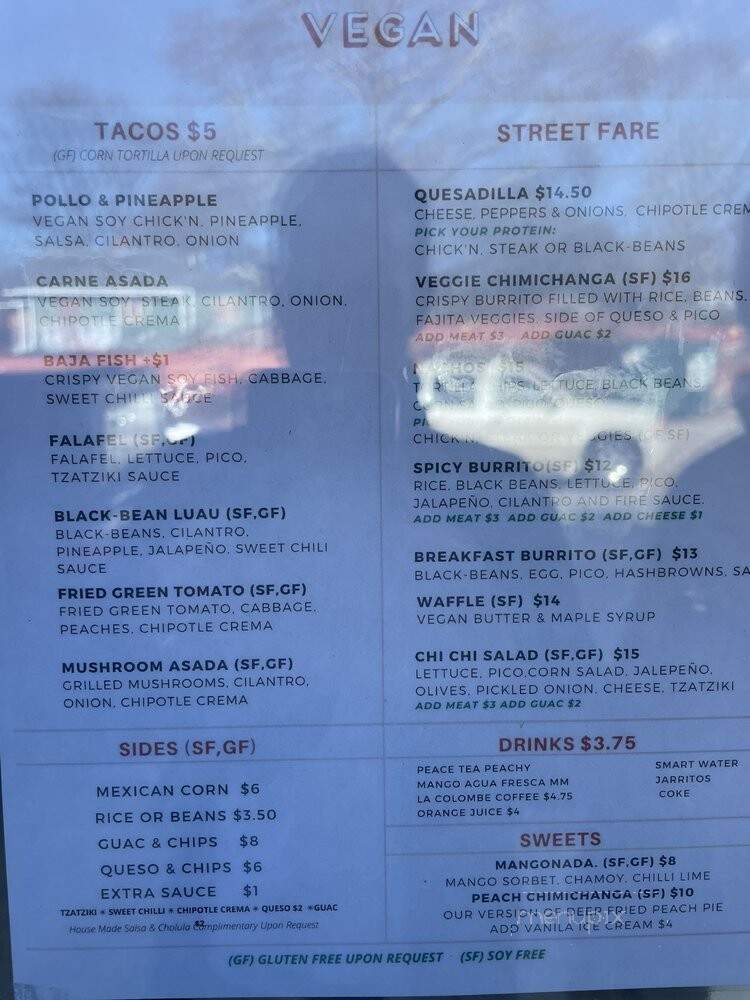 VEGAN
TACOS $5
(GF) CORN TORTILLA UPON REQUEST
POLLO & PINEAPPLE
VEGAN SOY CHICK'N, PINEAPPLE,
SALSA, CILANTRO, ONION
CARNE ASADA
VEGAN SOY STEAK, CILANTRO, ONION,
CHIPOTLE CREMA
BAJA FISH +$1
CRISPY VEGAN SOY FISH, CABBAGE,
SWEET CHILI SAUCE
FALAFEL (SF,GF)
FALAFEL, LETTUCE, PICO,
TZATZIKI SAUCE
BLACK-BEAN LUAU (SF,GF)
BLACK-BEANS, CILANTRO,
PINEAPPLE, JALAPEÑO, SWEET CHILI
SAUCE
FRIED GREEN TOMATO (SF,GF)
FRIED GREEN TOMATO, CABBAGE,
PEACHES, CHIPOTLE CREMA
MUSHROOM ASADA (SF,GF)
GRILLED MUSHROOMS, CILANTRO,
ONION, CHIPOTLE CREMA
SIDES (SF,GF)
MEXICAN CORN $6
RICE OR BEANS $3.50
GUAC & CHIPS $8
QUESO & CHIPS $6
EXTRA SAUCE $1
TZATZIKI * SWEET CHILLI * CHIPOTLE CREMA * QUESO $2 *GUAC
$2
House Made Salsa & Cholula Complimentary Upon Request
STREET FARE
QUESADILLA $14.50
CHEESE, PEPPERS & ONIONS, CHIPOTLE CREM
PICK YOUR PROTEIN:
CHICK'N, STEAK OR BLACK-BEANS
VEGGIE CHIMICHANGA (SF) $16
CRISPY BURRITO FILLED WITH RICE, BEANS,
FAJITA VEGGIES, SIDE OF QUESO & PICO
ADD MEAT $3 ADD GUAC $2
NACHOS $15
TORTILLA CHIPS, LETTUCE, BLACK BEANS,
(GF,SF)
SPICY BURRITO(SF) $12
RICE, BLACK BEANS, LETTUCE, PICO,
JALAPEÑO, CILANTRO AND FIRE SAUCE.
ADD MEAT $3 ADD GUAC $2 ADD CHEESE $1
BREAKFAST BURRITO (SF,GF) $13
BLACK-BEANS, EGG, PICO, HASHBROWNS, SA
WAFFLE (SF) $14
VEGAN BUTTER & MAPLE SYRUP
CHI CHI SALAD (SF,GF) $15
LETTUCE, PICO,CORN SALAD, JALEPEÑO,
OLIVES, PICKLED ONION, CHEESE, TZATZIKI
ADD MEAT $3 ADD GUAC $2
DRINKS $3.75
PEACE TEA PEACHY
MANGO AGUA FRESCA MM
LA COLOMBE COFFEE $4.75
ORANGE JUICE $4
SMART WATER
JARRITOS
COKE
SWEETS
MANGONADA. (SF,GF) $8
MANGO SORBET, CHAMOY, CHILLI LIME
PEACH CHIMICHANGA (SF) $10
OUR VERSION OF DEEP FRIED PEACH PIE
ADD VANILA ICE CREAM $4
menupix
(GF) GLUTEN FREE UPON REQUEST (SF) SOY FREE